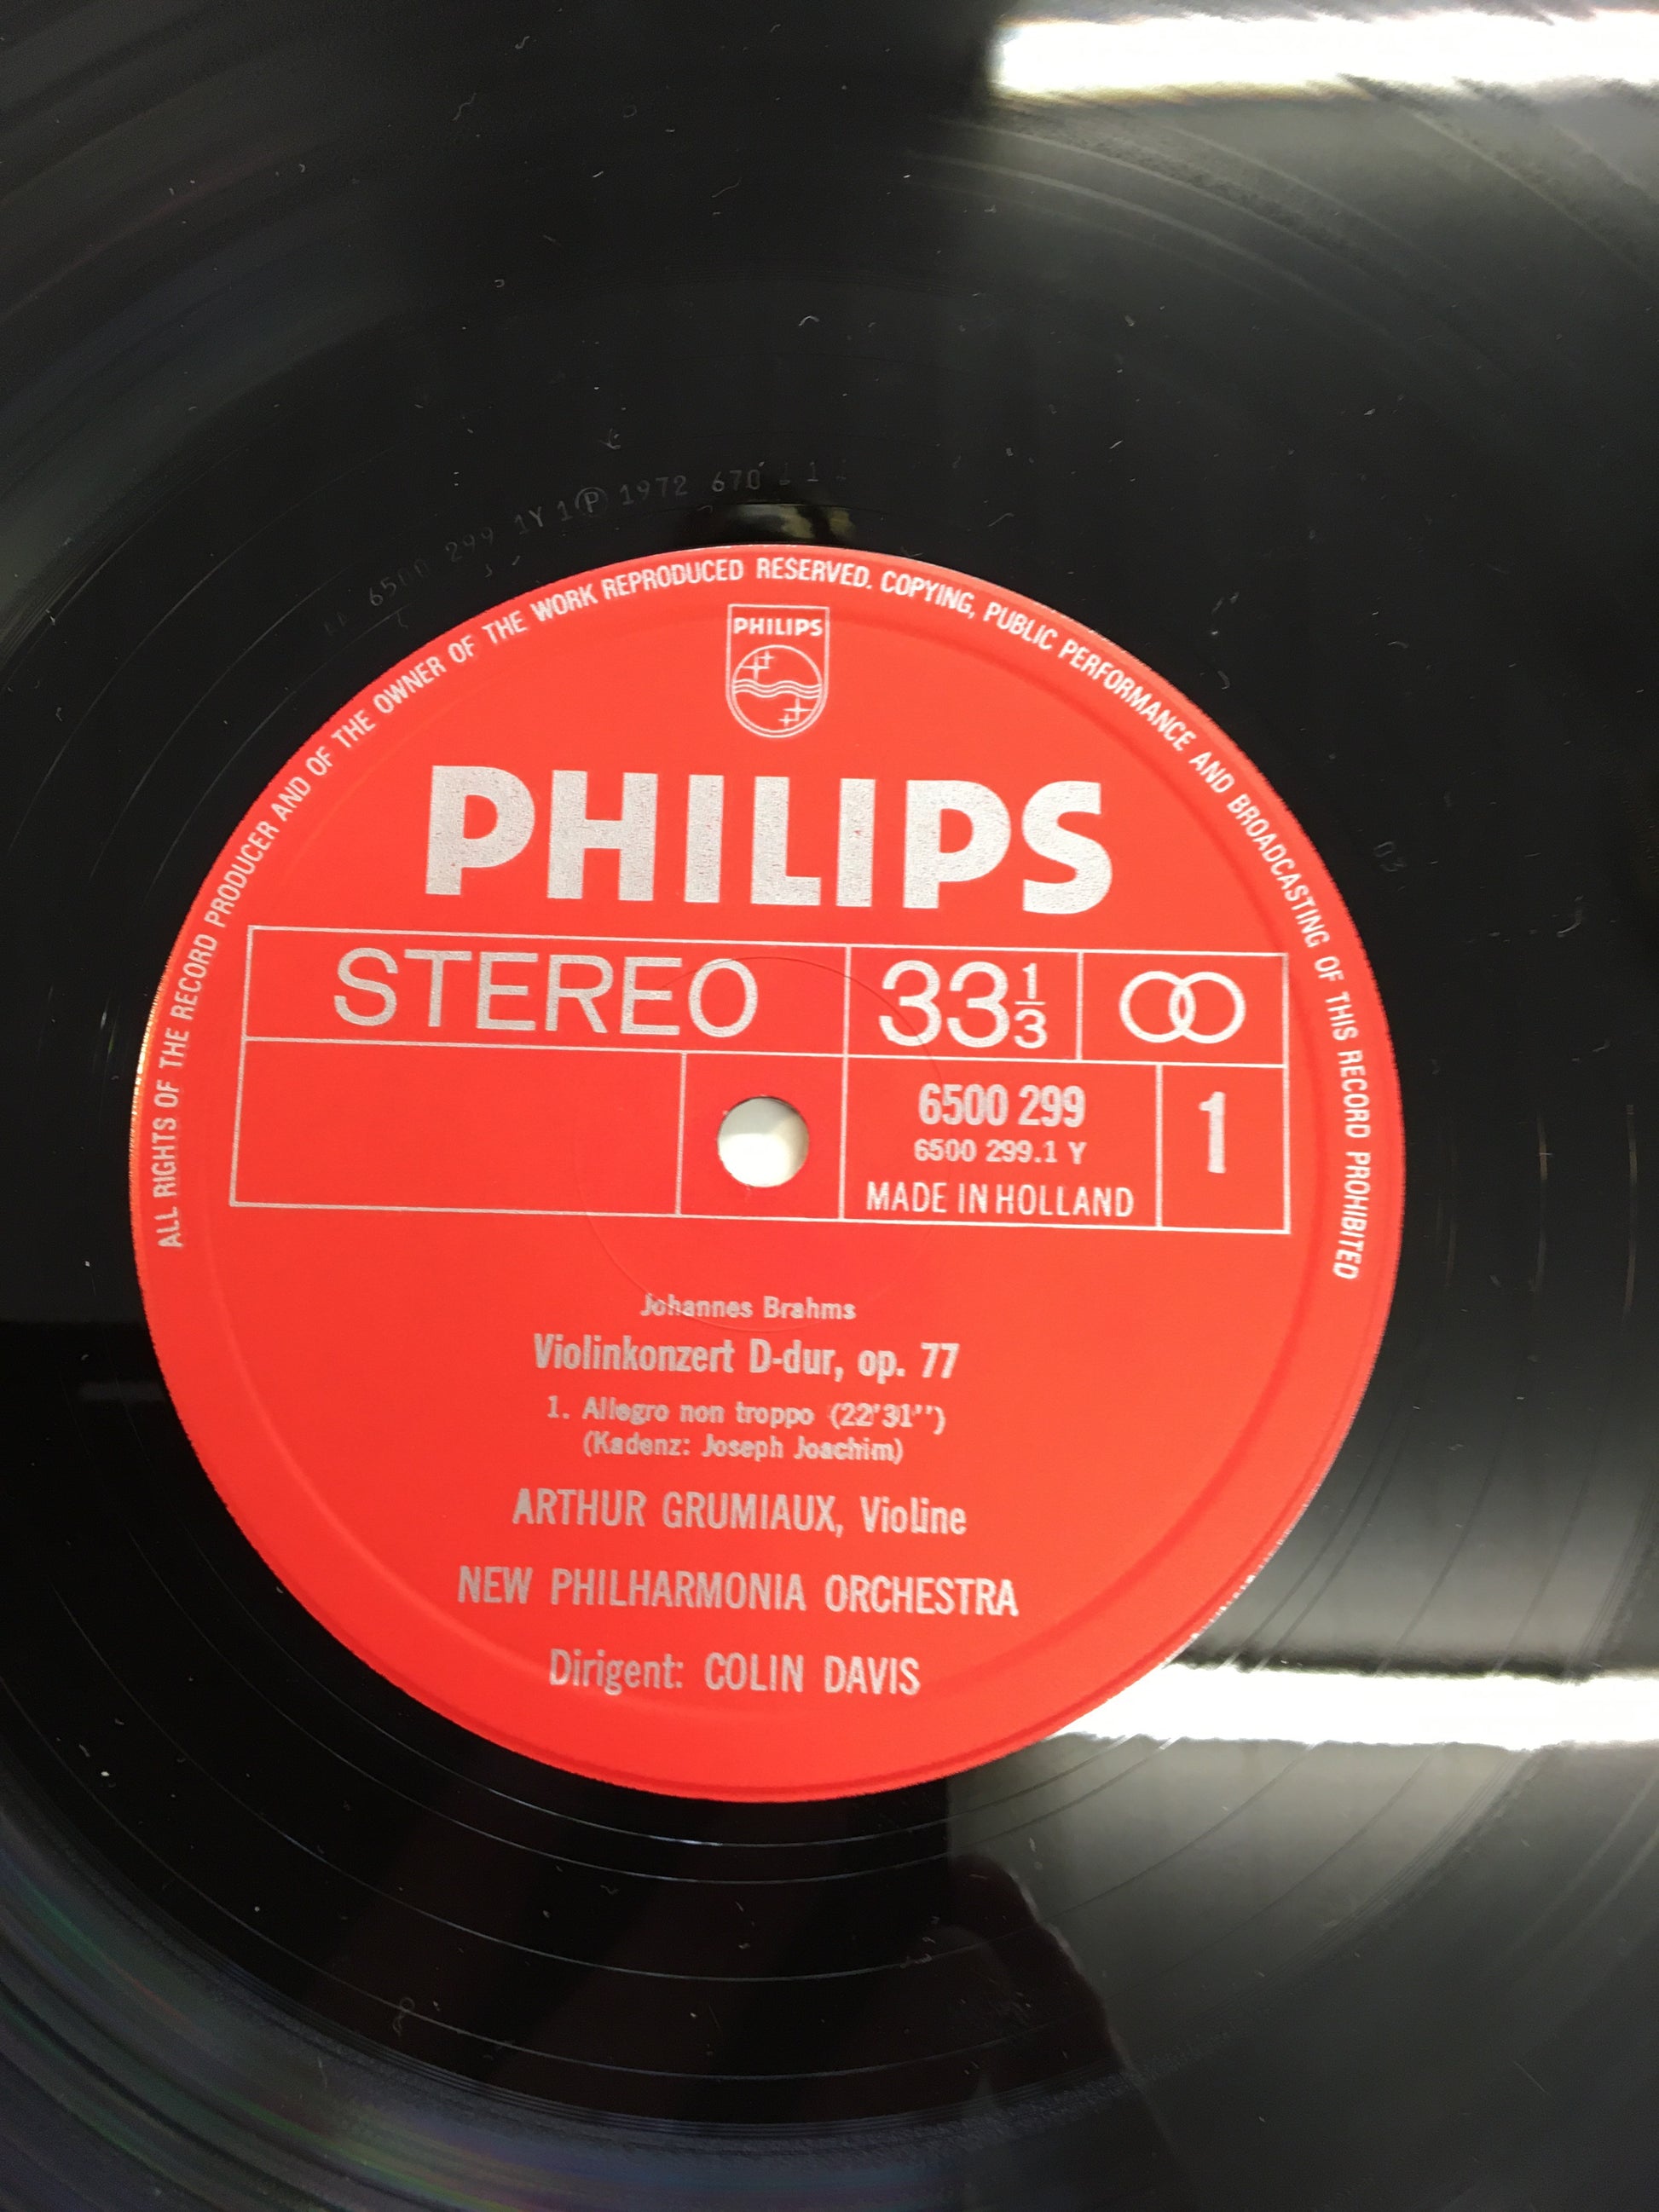 6500 299 1Y 1 Ⓟ 1972 670
ALL RIGHTS OF THE RECORD PRODUCER AND OF THE OWNER OF THE WORK REPRODUCED RESERVED. COPYING, PUBLIC PERFORMANCE AND BROADCASTING OF THIS RECORD PROHIBITED
PHILIPS
PHILIPS
STEREO 33 1/3
6500 299 1
6500 299.1 Y
MADE IN HOLLAND
Johannes Brahms
Violinkonzert D-dur, op. 77
1. Allegro non troppo (22'31'')
(Kadenz: Joseph Joachim)
ARTHUR GRUMIAUX, Violine
NEW PHILHARMONIA ORCHESTRA
Dirigent: COLIN DAVIS